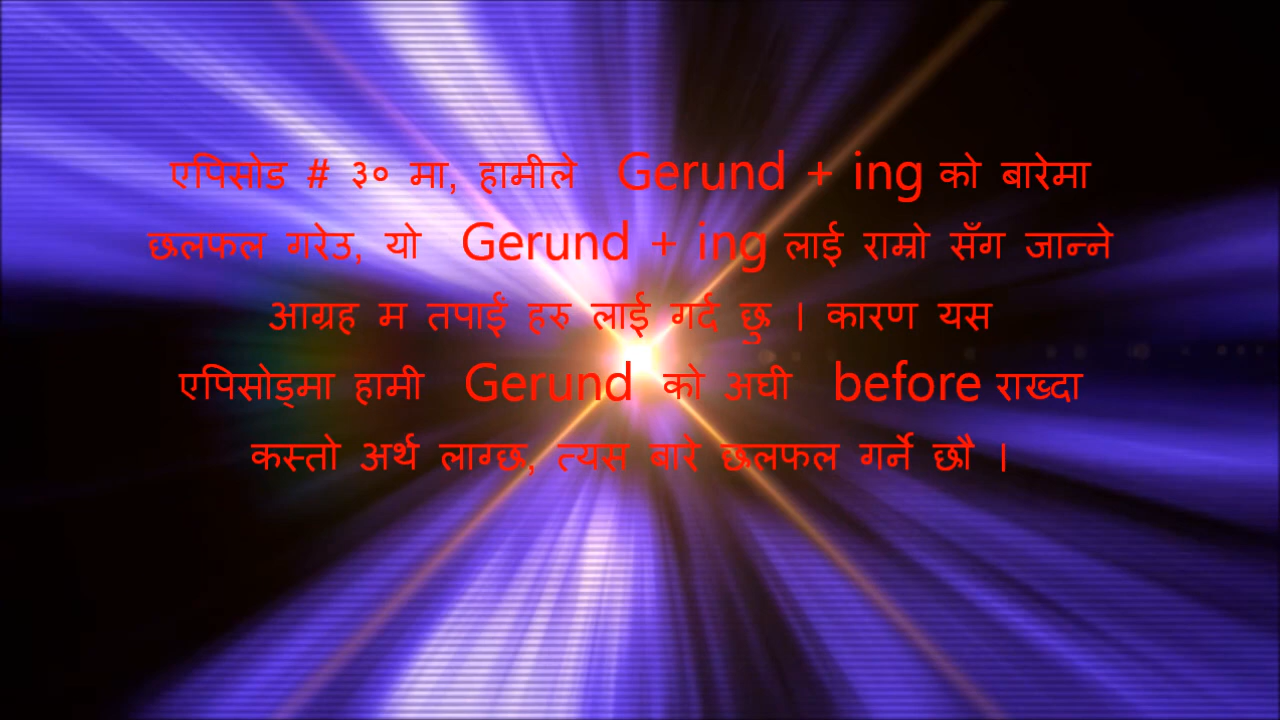 एपिसोड # ३० मा, हामीले Gerund + ing को बारेमा
छलफल गरेउ, यो Gerund + ing लाई राम्रो सँग जान्ने
आग्रह म तपाईं हरु लाई गर्द छु । कारण यस
एपिसोड्मा हामी Gerund को अघी before राख्दा
कस्तो अर्थ लाग्छ, त्यस बारे छलफल गर्ने छौ ।